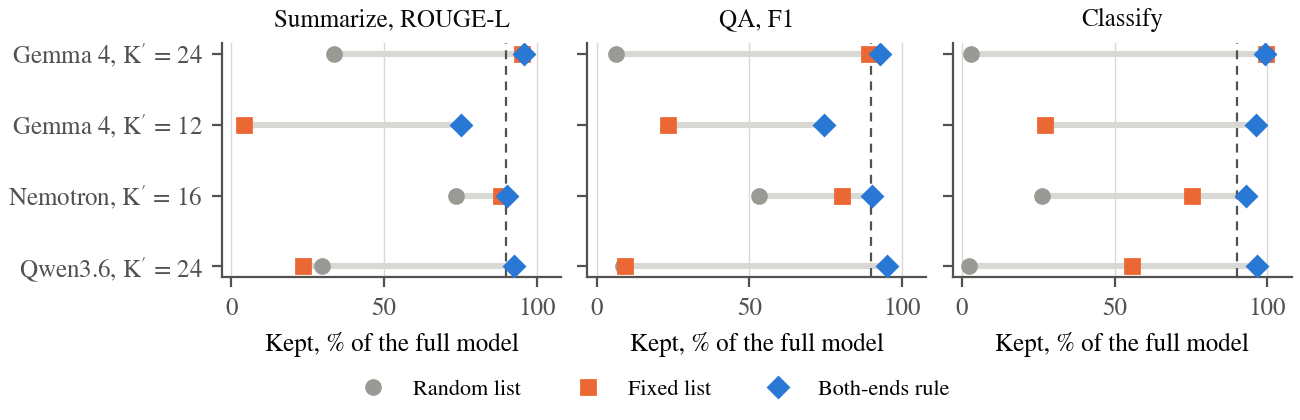 Summarize, ROUGE-L
QA, F1
Classify
Gemma 4, K′ = 24
Gemma 4, K′ = 12
Nemotron, K′ = 16
Qwen3.6, K′ = 24
0 50 100
0 50 100
0 50 100
Kept, % of the full model
Kept, % of the full model
Kept, % of the full model
Random list
Fixed list
Both-ends rule